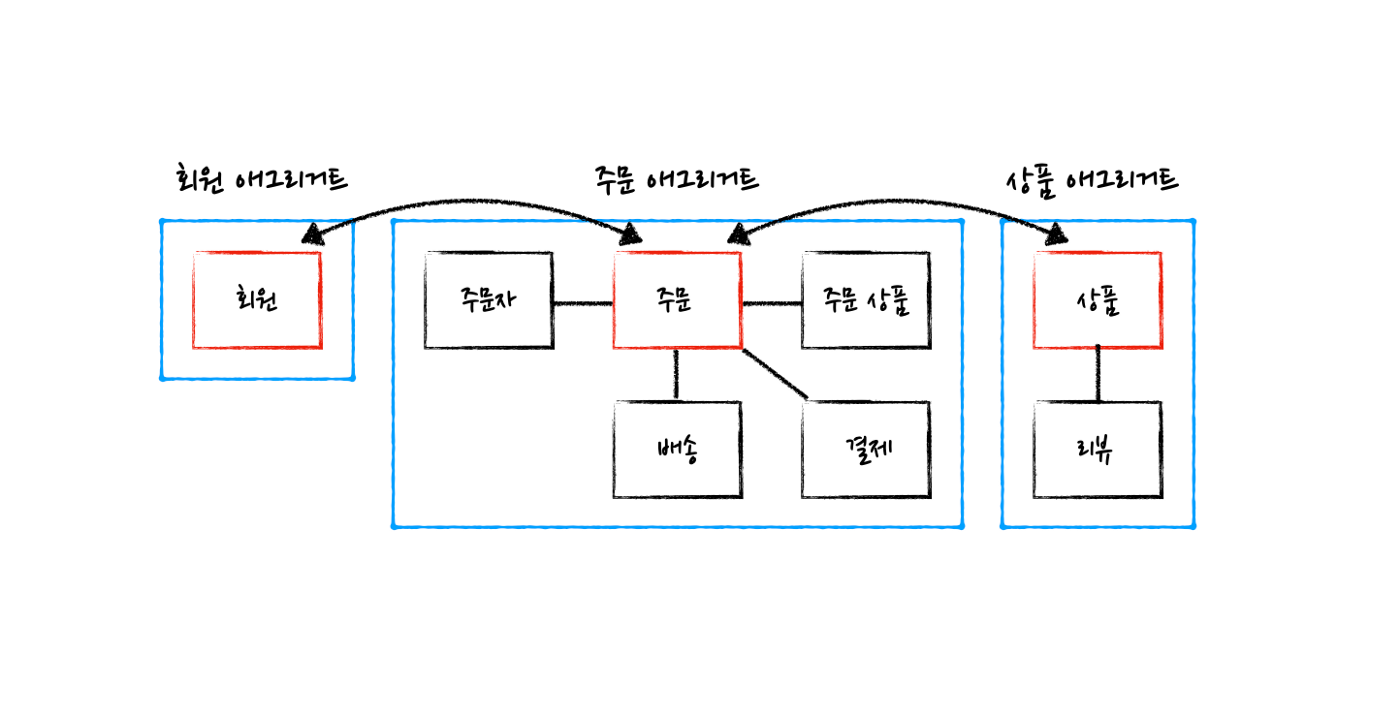 회원 애그리거트
주문 애그리거트
상품 애그리거트
회원
주문자
주문
주문 상품
상품
배송
결제
리뷰